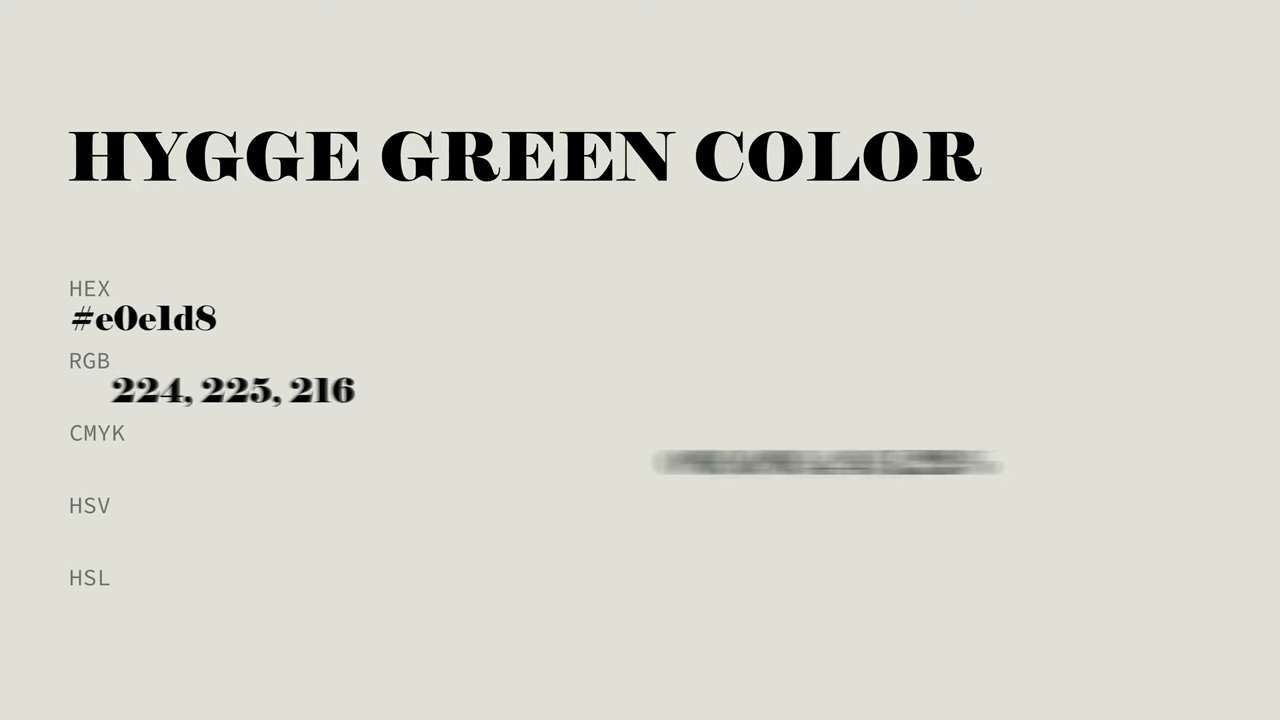 HYGGE GREEN COLOR
HEX
#e0e1d8
RGB
224, 225, 216
CMYK
HSV
HSL